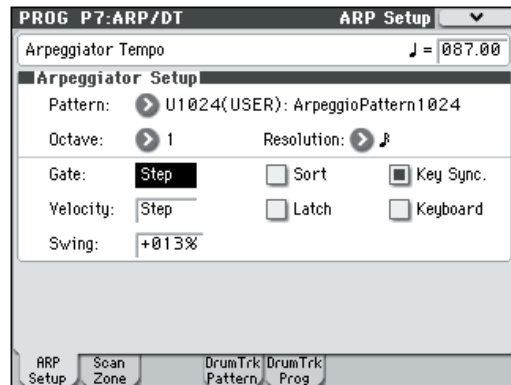 PROG P7:ARP/DT ARP Setup
Arpeggiator Tempo ♩= 087.00
Arpeggiator Setup
Pattern: U1024(USER): ArpeggioPattern1024
Octave: 1 Resolution: 
Gate: Step Sort Key Sync.
Velocity: Step Latch Keyboard
Swing: +013%
ARP Setup Scan Zone DrumTrk Pattern DrumTrk Prog